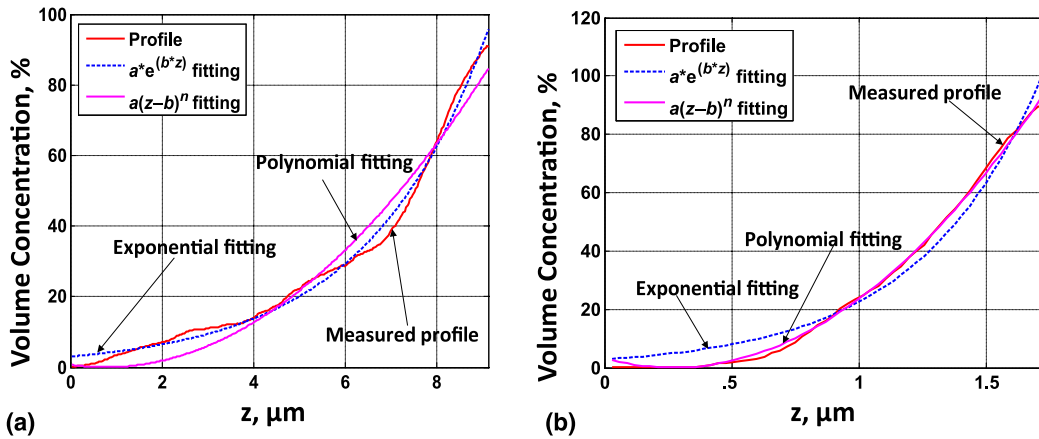 100
80
60
40
20
0
0
2
4
6
8
Volume Concentration, %
z, μm
(a)
Profile
a*e^(b*z) fitting
a(z–b)^n fitting
Polynomial fitting
Exponential fitting
Measured profile
120
100
80
60
40
20
0
.5
1
1.5
Volume Concentration, %
z, μm
(b)
Profile
a*e^(b*z) fitting
a(z–b)^n fitting
Measured profile
Polynomial fitting
Exponential fitting